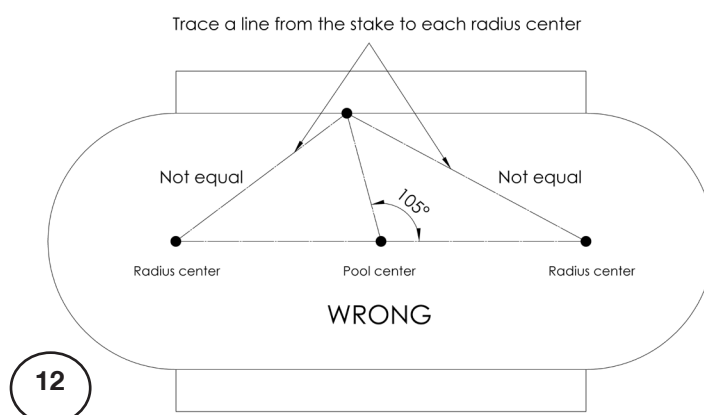 Trace a line from the stake to each radius center
Not equal
Not equal
105°
Radius center
Pool center
Radius center
WRONG
12